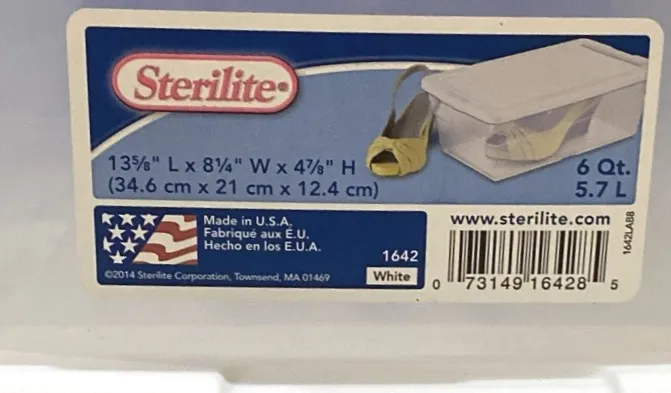 Sterilite®
13⅝" L x 8¼" W x 4⅞" H
(34.6 cm x 21 cm x 12.4 cm)
6 Qt.
5.7 L
Made in U.S.A.
Fabriqué aux É.U.
Hecho en los E.U.A.
©2014 Sterilite Corporation, Townsend, MA 01469
1642
White
www.sterilite.com
0 73149 16428 5
1642LAB8